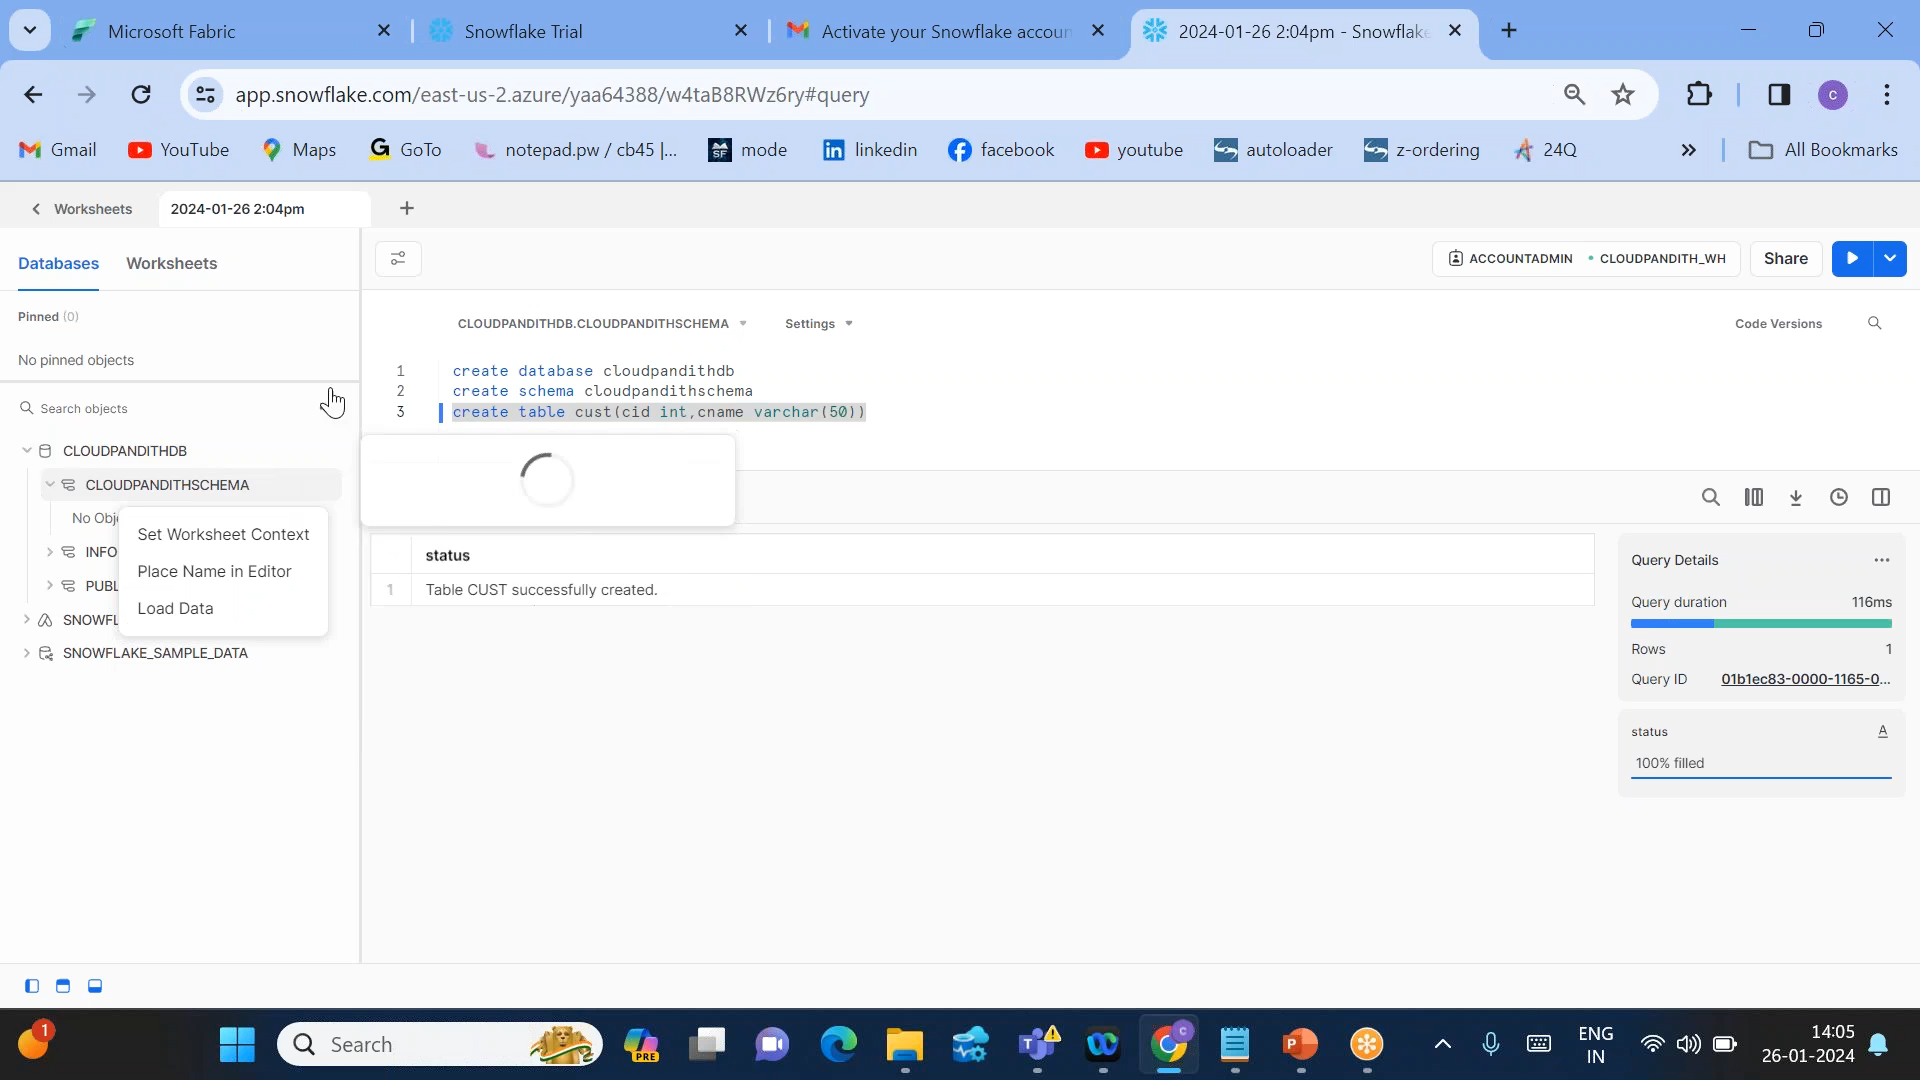 Microsoft Fabric
Snowflake Trial
Activate your Snowflake accoun
2024-01-26 2:04pm - Snowflake
app.snowflake.com/east-us-2.azure/yaa64388/w4taB8RWz6ry#query
C
Gmail
YouTube
Maps
GoTo
notepad.pw / cb45 |...
mode
linkedin
facebook
youtube
autoloader
z-ordering
24Q
All Bookmarks
Worksheets
2024-01-26 2:04pm
Databases
Worksheets
ACCOUNTADMIN
CLOUDPANDITH_WH
Share
Pinned (0)
No pinned objects
CLOUDPANDITHDB.CLOUDPANDITHSCHEMA
Settings
Code Versions
1 create database cloudpandithdb
2 create schema cloudpandithschema
3 create table cust(cid int,cname varchar(50))
Search objects
CLOUDPANDITHDB
CLOUDPANDITHSCHEMA
No Obj
INFO
PUBL
SNOWFL
SNOWFLAKE_SAMPLE_DATA
Set Worksheet Context
Place Name in Editor
Load Data
status
1 Table CUST successfully created.
Query Details
Query duration 116ms
Rows 1
Query ID 01b1ec83-0000-1165-0...
status A
100% filled
1
Search
PRE
C
ENG
IN
14:05
26-01-2024